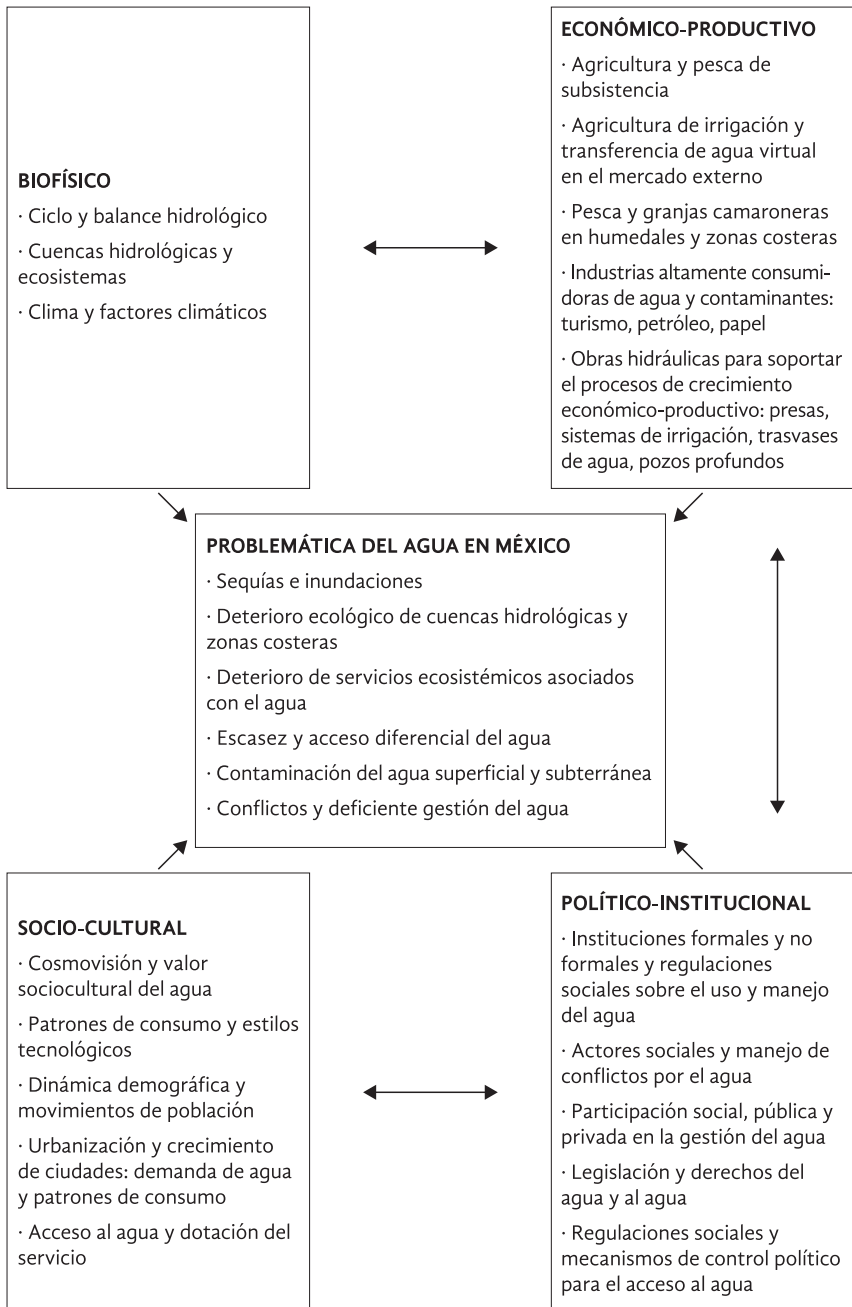 BIOFÍSICO
· Ciclo y balance hidrológico
· Cuencas hidrológicas y
ecosistemas
· Clima y factores climáticos
ECONÓMICO-PRODUCTIVO
· Agricultura y pesca de
subsistencia
· Agricultura de irrigación y
transferencia de agua virtual
en el mercado externo
· Pesca y granjas camaroneras
en humedales y zonas costeras
· Industrias altamente consumi-
doras de agua y contaminantes:
turismo, petróleo, papel
· Obras hidráulicas para soportar
el procesos de crecimiento
económico-productivo: presas,
sistemas de irrigación, trasvases
de agua, pozos profundos
PROBLEMÁTICA DEL AGUA EN MÉXICO
· Sequías e inundaciones
· Deterioro ecológico de cuencas hidrológicas y
zonas costeras
· Deterioro de servicios ecosistémicos asociados
con el agua
· Escasez y acceso diferencial del agua
· Contaminación del agua superficial y subterránea
· Conflictos y deficiente gestión del agua
SOCIO-CULTURAL
· Cosmovisión y valor
sociocultural del agua
· Patrones de consumo y estilos
tecnológicos
· Dinámica demográfica y
movimientos de población
· Urbanización y crecimiento
de ciudades: demanda de agua
y patrones de consumo
· Acceso al agua y dotación del
servicio
POLÍTICO-INSTITUCIONAL
· Instituciones formales y no
formales y regulaciones
sociales sobre el uso y manejo
del agua
· Actores sociales y manejo de
conflictos por el agua
· Participación social, pública y
privada en la gestión del agua
· Legislación y derechos del
agua y al agua
· Regulaciones sociales y
mecanismos de control político
para el acceso al agua